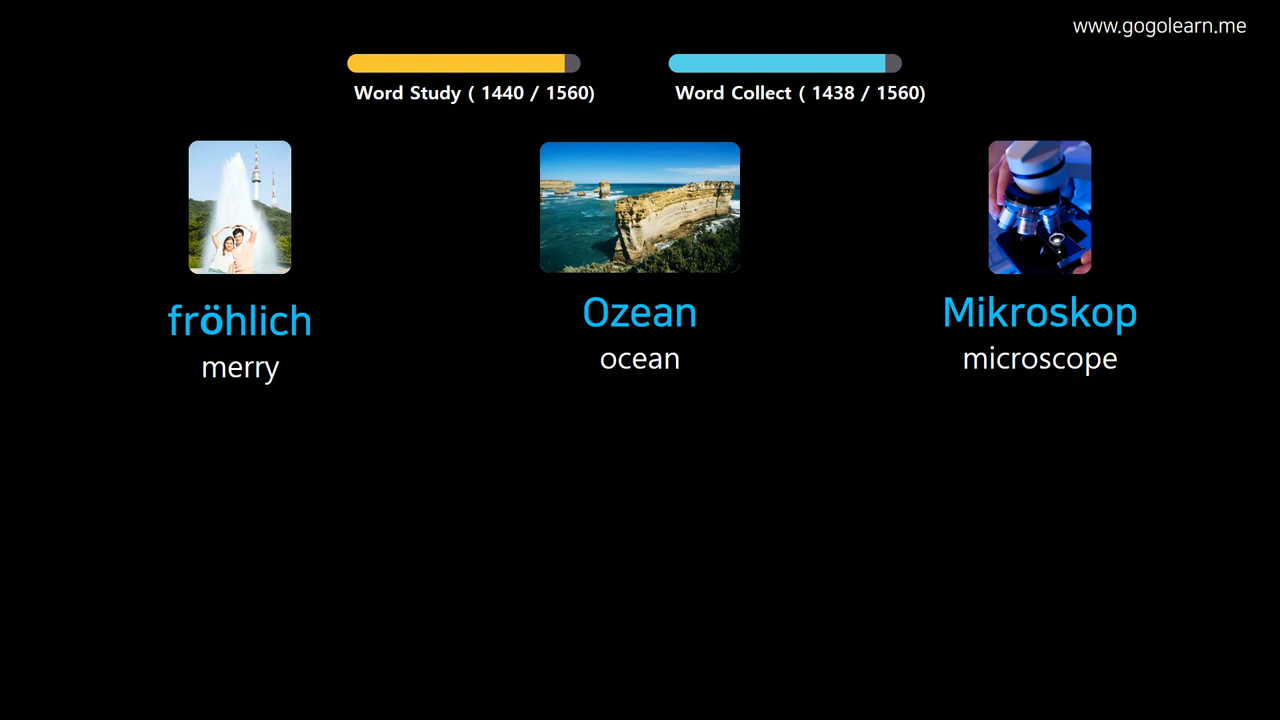 www.gogolearn.me
Word Study ( 1440 / 1560)
Word Collect ( 1438 / 1560)
fröhlich
merry
Ozean
ocean
Mikroskop
microscope